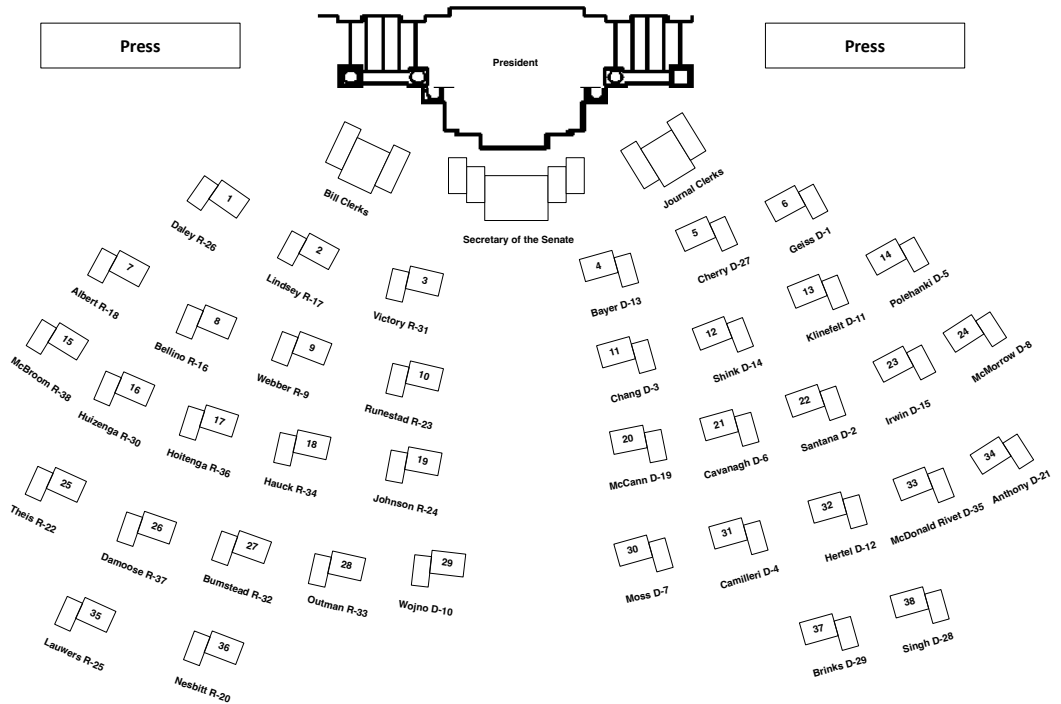 Press
President
Press
Bill Clerks
Secretary of the Senate
Journal Clerks
1
Daley R-26
2
Lindsey R-17
3
Victory R-31
4
Bayer D-13
5
Cherry D-27
6
Geiss D-1
7
Albert R-18
8
Bellino R-16
9
Webber R-9
10
Runestad R-23
11
Chang D-3
12
Shink D-14
13
Klinefelt D-11
14
Polehanki D-5
15
McBroom R-38
16
Huizenga R-30
17
Hoitenga R-36
18
Hauck R-34
19
Johnson R-24
20
McCann D-19
21
Cavanagh D-6
22
Santana D-2
23
Irwin D-15
24
McMorrow D-8
25
Theis R-22
26
Damoose R-37
27
Bumstead R-32
28
Outman R-33
29
Wojno D-10
30
Moss D-7
31
Camilleri D-4
32
Hertel D-12
33
McDonald Rivet D-35
34
Anthony D-21
35
Lauwers R-25
36
Nesbitt R-20
37
Brinks D-29
38
Singh D-28